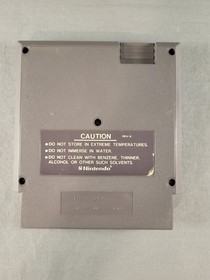 CAUTION
•DO NOT STORE IN EXTREME TEMPERATURES.
•DO NOT IMMERSE IN WATER.
•DO NOT CLEAN WITH BENZENE, THINNER,
ALCOHOL OR OTHER SUCH SOLVENTS.
Nintendo